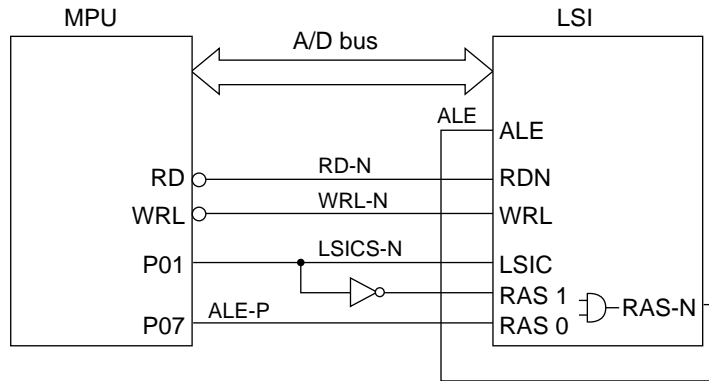 MPU
LSI
A/D bus
ALE
ALE
RD
RD-N
RDN
WRL
WRL-N
WRL
P01
LSICS-N
LSIC
RAS 1
RAS-N
P07
ALE-P
RAS 0